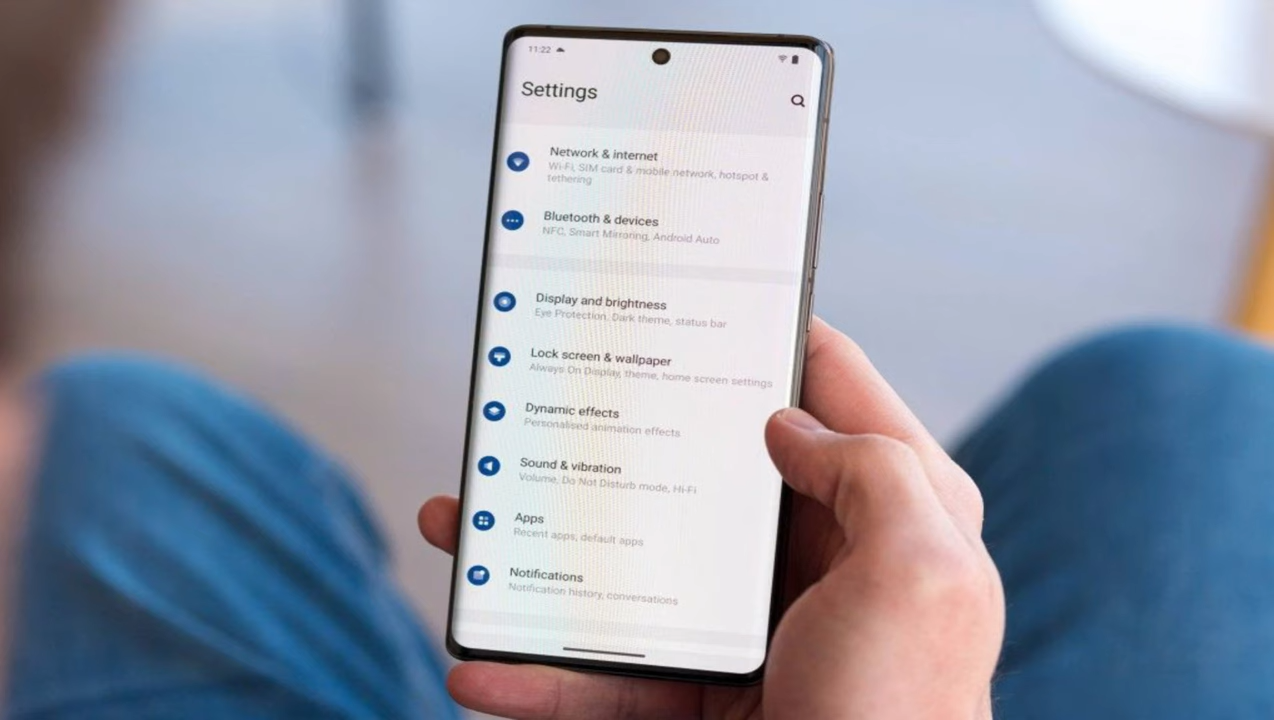 11:22
Settings
Network & internet
Wi-Fi, SIM card & mobile network, hotspot &
tethering
Bluetooth & devices
NFC, Smart Mirroring, Android Auto
Display and brightness
Eye Protection, Dark theme, status bar
Lock screen & wallpaper
Always On Display, theme, home screen settings
Dynamic effects
Personalised animation effects
Sound & vibration
Volume, Do Not Disturb mode, Hi-Fi
Apps
Recent apps, default apps
Notifications
Notification history, conversations